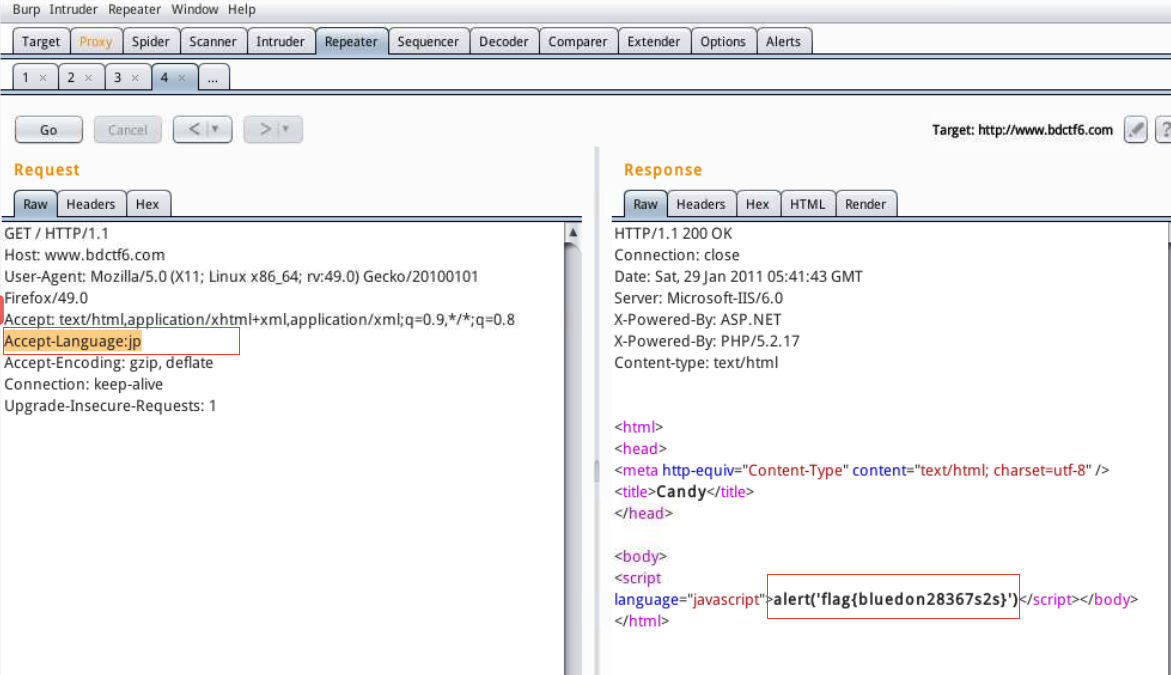 Burp Intruder Repeater Window Help
Target Proxy Spider Scanner Intruder Repeater Sequencer Decoder Comparer Extender Options Alerts
1 × 2 × 3 × 4 × ...
Go Cancel < ▼ > ▼ Target: http://www.bdctf6.com ?
Request
Raw Headers Hex
GET / HTTP/1.1
Host: www.bdctf6.com
User-Agent: Mozilla/5.0 (X11; Linux x86_64; rv:49.0) Gecko/20100101
Firefox/49.0
Accept: text/html,application/xhtml+xml,application/xml;q=0.9,*/*;q=0.8
Accept-Language:jp
Accept-Encoding: gzip, deflate
Connection: keep-alive
Upgrade-Insecure-Requests: 1
Response
Raw Headers Hex HTML Render
HTTP/1.1 200 OK
Connection: close
Date: Sat, 29 Jan 2011 05:41:43 GMT
Server: Microsoft-IIS/6.0
X-Powered-By: ASP.NET
X-Powered-By: PHP/5.2.17
Content-type: text/html
<html>
<head>
<meta http-equiv="Content-Type" content="text/html; charset=utf-8" />
<title>Candy</title>
</head>
<body>
<script
language="javascript">alert('flag{bluedon28367s2s}')</script></body>
</html>